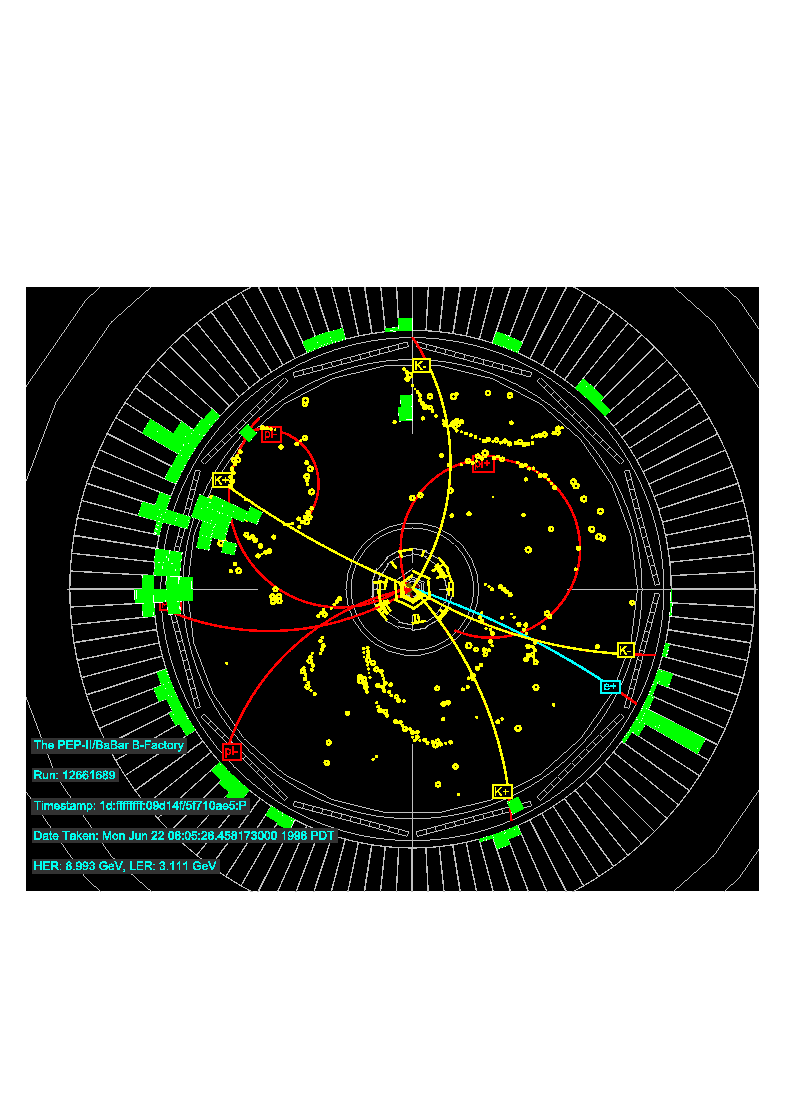 K-
pi-
pi+
K+
K-
e+
pi-
K+
The PEP-II/BaBar B-Factory
Run: 12661689
Timestamp: 1d:ffffffff:09d14f/5f710ae5:P
Date Taken: Mon Jun 22 06:05:26.458173000 1998 PDT
HER: 8.993 GeV, LER: 3.111 GeV